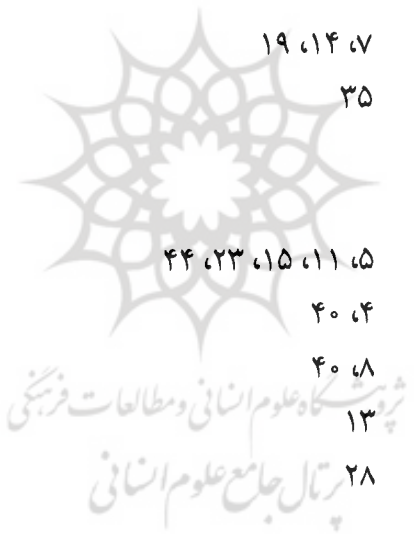 ۷، ۱۴، ۱۹
۳۵
۵، ۱۱، ۱۵، ۲۳، ۴۴
۴، ۴۰
۸، ۴۰
پژوهشگاه علوم انسانی و مطالعات فرهنگی
۱۳
۲۸
پرتال جامع علوم انسانی